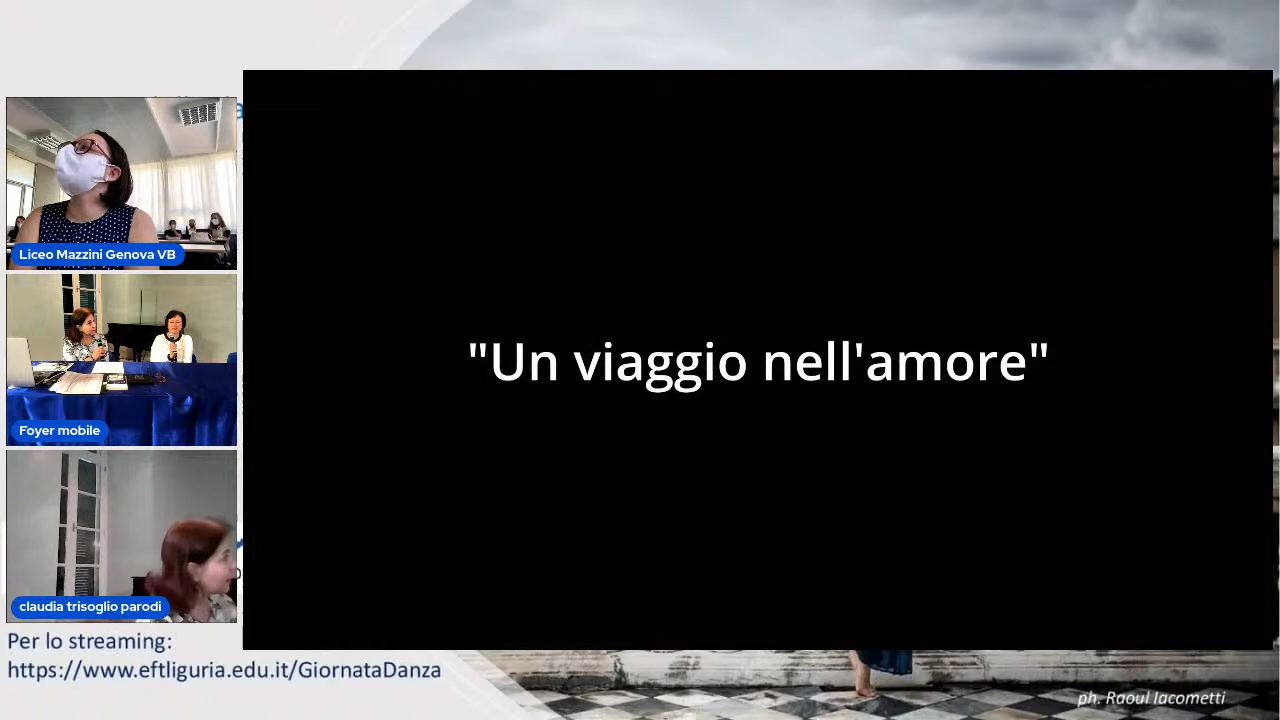 Liceo Mazzini Genova VB
"Un viaggio nell'amore"
Foyer mobile
claudia trisoglio parodi
Per lo streaming:
https://www.eftliguria.edu.it/GiornataDanza
ph. Raoul Iacometti